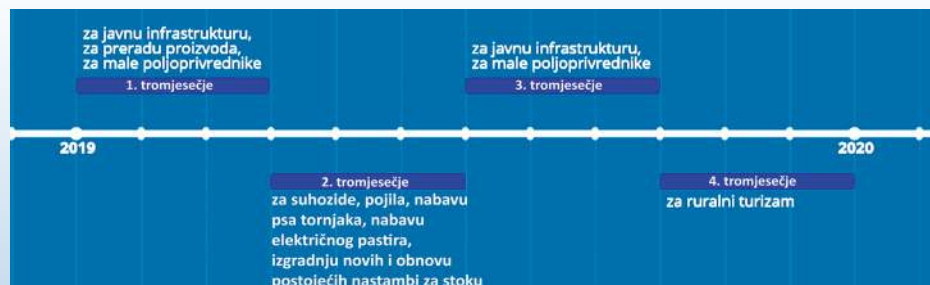 za javnu infrastrukturu,
za preradu proizvoda,
za male poljoprivrednike
1. tromjesečje
za javnu infrastrukturu,
za male poljoprivrednike
3. tromjesečje
2019
2020
2. tromjesečje
za suhozide, pojila, nabavu
psa tornjaka, nabavu
električnog pastira,
izgradnju novih i obnovu
postojećih nastambi za stoku
4. tromjesečje
za ruralni turizam